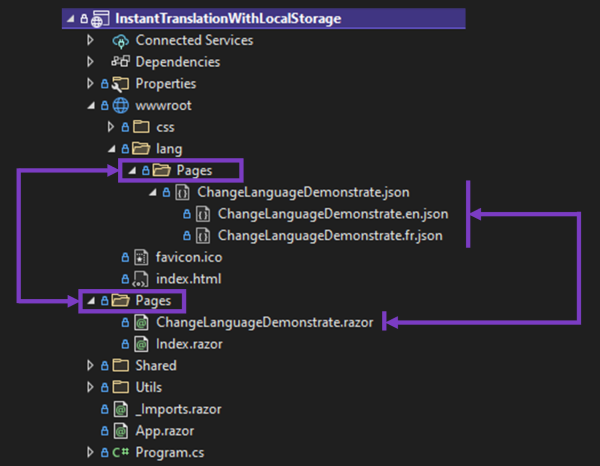 InstantTranslationWithLocalStorage
Connected Services
Dependencies
Properties
wwwroot
css
lang
Pages
ChangeLanguageDemonstrate.json
ChangeLanguageDemonstrate.en.json
ChangeLanguageDemonstrate.fr.json
favicon.ico
index.html
Pages
ChangeLanguageDemonstrate.razor
Index.razor
Shared
Utils
_Imports.razor
App.razor
C# Program.cs